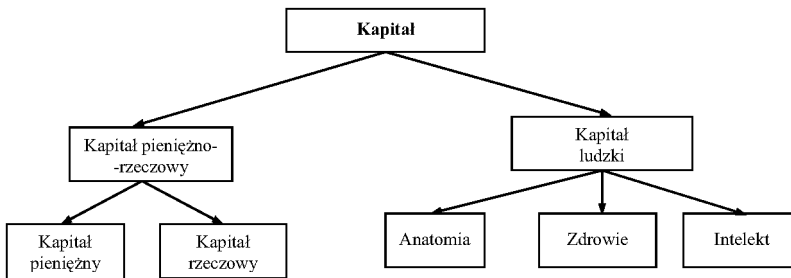 Kapitał
Kapitał pieniężno-
-rzeczowy
Kapitał
ludzki
Kapitał
pieniężny
Kapitał
rzeczowy
Anatomia
Zdrowie
Intelekt